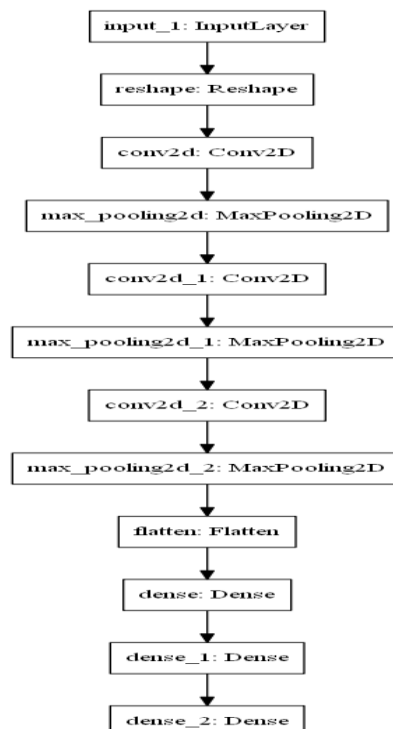 input_1: InputLayer
reshape: Reshape
conv2d: Conv2D
max_pooling2d: MaxPooling2D
conv2d_1: Conv2D
max_pooling2d_1: MaxPooling2D
conv2d_2: Conv2D
max_pooling2d_2: MaxPooling2D
flatten: Flatten
dense: Dense
dense_1: Dense
dense_2: Dense